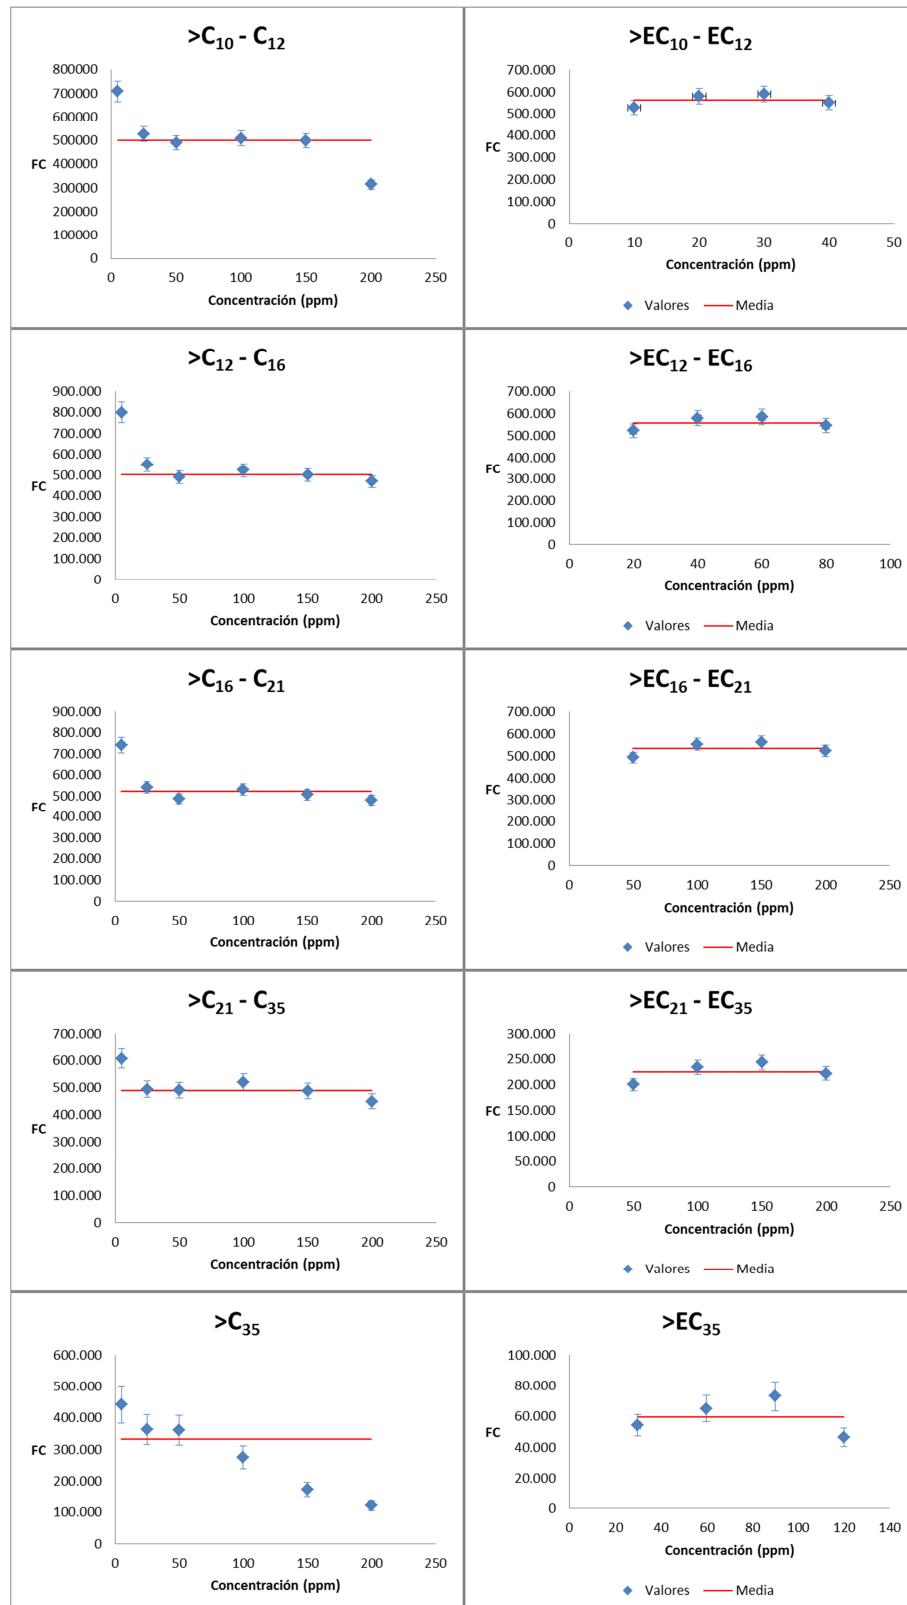 >C10 - C12
800000
700000
600000
500000
400000
300000
200000
100000
0
FC
0 50 100 150 200 250
Concentración (ppm)
>EC10 - EC12
700.000
600.000
500.000
400.000
300.000
200.000
100.000
0
FC
0 10 20 30 40 50
Concentración (ppm)
Valores Media
>C12 - C16
900.000
800.000
700.000
600.000
500.000
400.000
300.000
200.000
100.000
0
FC
0 50 100 150 200 250
Concentración (ppm)
>EC12 - EC16
700.000
600.000
500.000
400.000
300.000
200.000
100.000
0
FC
0 20 40 60 80 100
Concentración (ppm)
Valores Media
>C16 - C21
900.000
800.000
700.000
600.000
500.000
400.000
300.000
200.000
100.000
0
FC
0 50 100 150 200 250
Concentración (ppm)
>EC16 - EC21
700.000
600.000
500.000
400.000
300.000
200.000
100.000
0
FC
0 50 100 150 200 250
Concentración (ppm)
Valores Media
>C21 - C35
700.000
600.000
500.000
400.000
300.000
200.000
100.000
0
FC
0 50 100 150 200 250
Concentración (ppm)
>EC21 - EC35
300.000
250.000
200.000
150.000
100.000
50.000
0
FC
0 50 100 150 200 250
Concentración (ppm)
Valores Media
>C35
600.000
500.000
400.000
300.000
200.000
100.000
0
FC
0 50 100 150 200 250
Concentración (ppm)
>EC35
100.000
80.000
60.000
40.000
20.000
0
FC
0 20 40 60 80 100 120 140
Concentración (ppm)
Valores Media